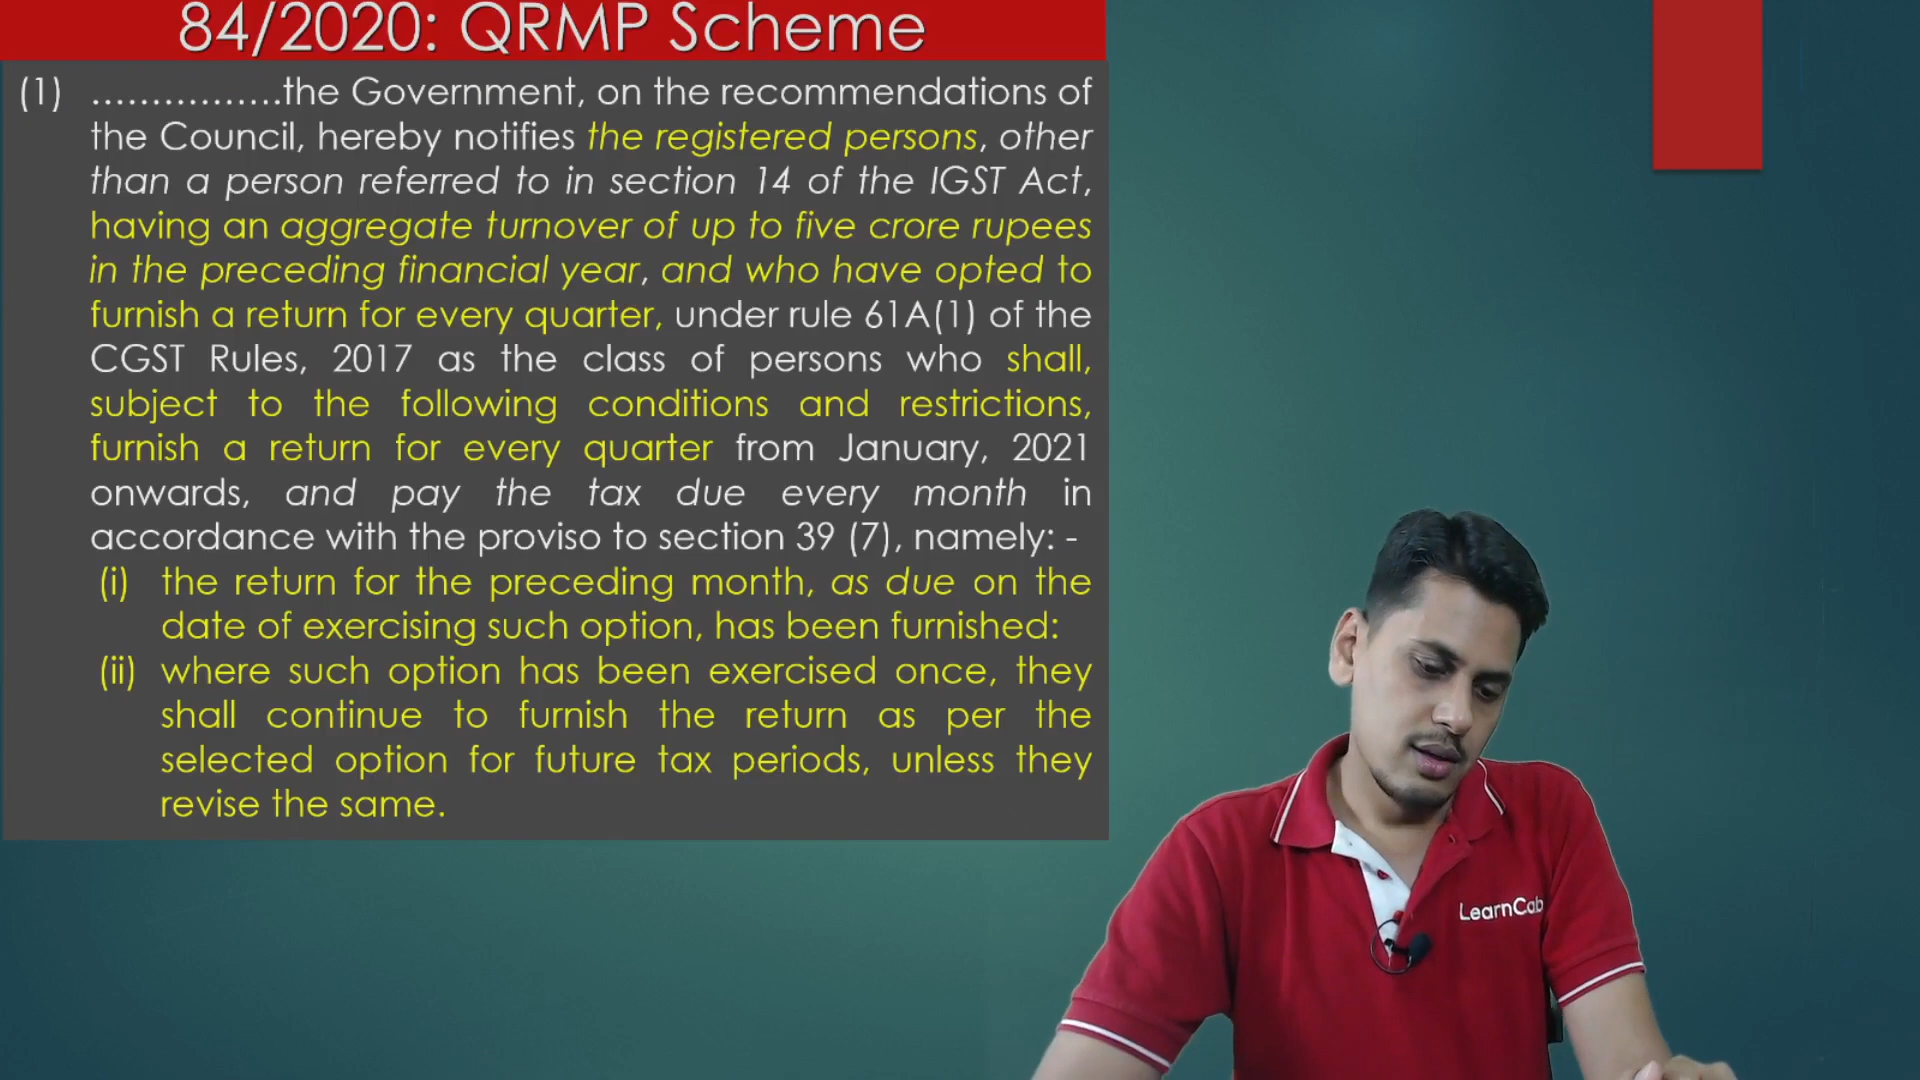 84/2020: QRMP Scheme
(1) ................the Government, on the recommendations of
the Council, hereby notifies the registered persons, other
than a person referred to in section 14 of the IGST Act,
having an aggregate turnover of up to five crore rupees
in the preceding financial year, and who have opted to
furnish a return for every quarter, under rule 61A(1) of the
CGST Rules, 2017 as the class of persons who shall,
subject to the following conditions and restrictions,
furnish a return for every quarter from January, 2021
onwards, and pay the tax due every month in
accordance with the proviso to section 39 (7), namely: -
(i) the return for the preceding month, as due on the
date of exercising such option, has been furnished:
(ii) where such option has been exercised once, they
shall continue to furnish the return as per the
selected option for future tax periods, unless they
revise the same.
LearnCab